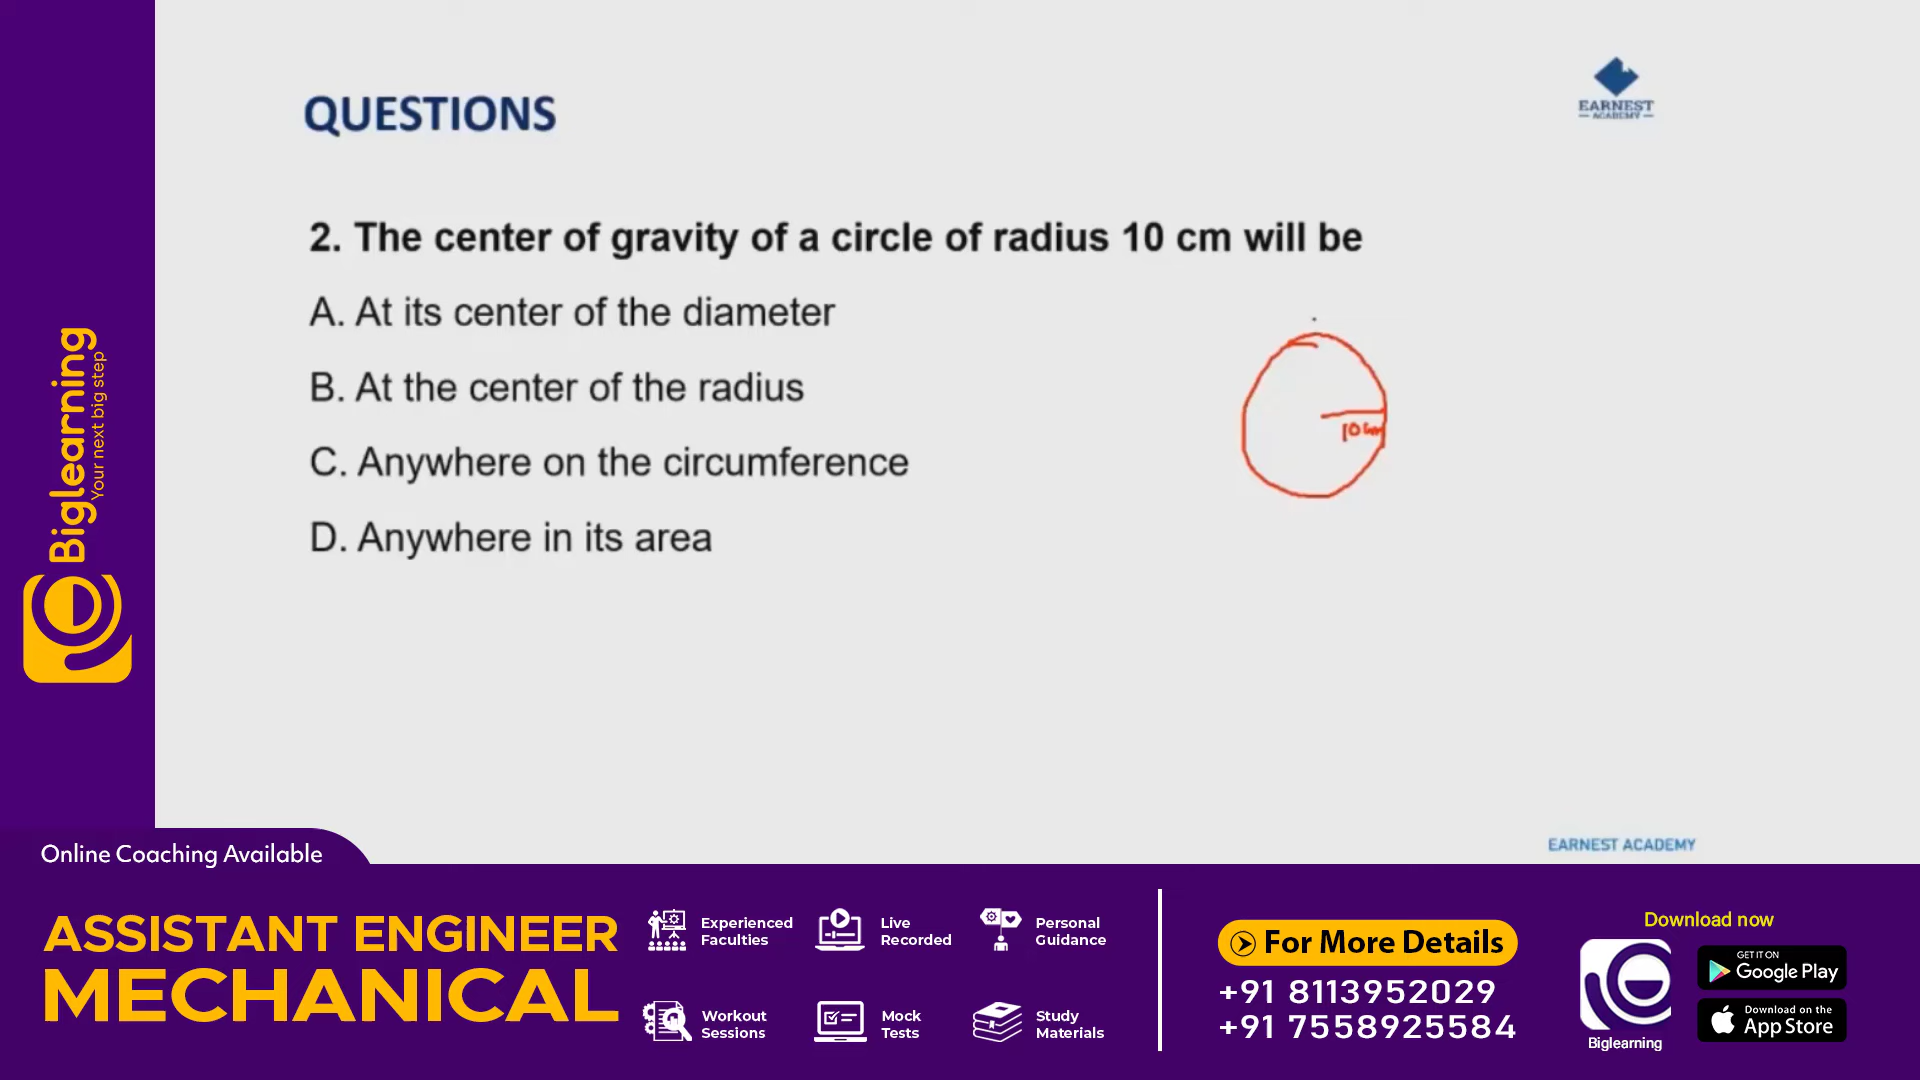 QUESTIONS
EARNEST
ACADEMY
2. The center of gravity of a circle of radius 10 cm will be
A. At its center of the diameter
B. At the center of the radius
C. Anywhere on the circumference
D. Anywhere in its area
10 cm
Biglearning
Your next big step
EARNEST ACADEMY
Online Coaching Available
ASSISTANT ENGINEER
MECHANICAL
Experienced
Faculties
Live
Recorded
Personal
Guidance
Workout
Sessions
Mock
Tests
Study
Materials
For More Details
+91 8113952029
+91 7558925584
Download now
Biglearning
GET IT ON
Google Play
Download on the
App Store